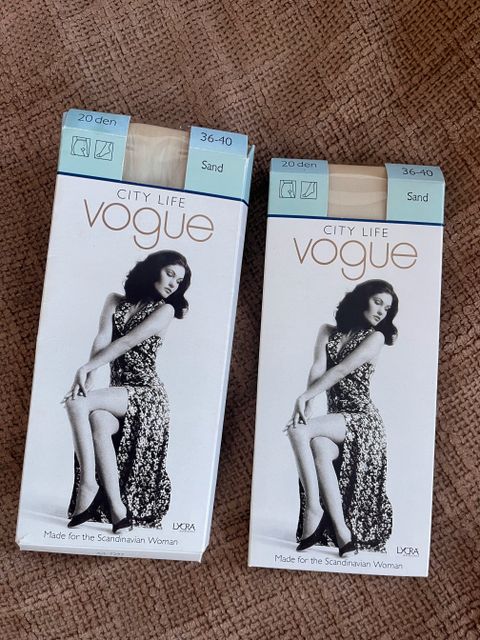 20 den
36-40
Sand
CITY LIFE
vogue
LYCRA
Made for the Scandinavian Woman
20 den
36-40
Sand
CITY LIFE
vogue
LYCRA
Made for the Scandinavian Woman